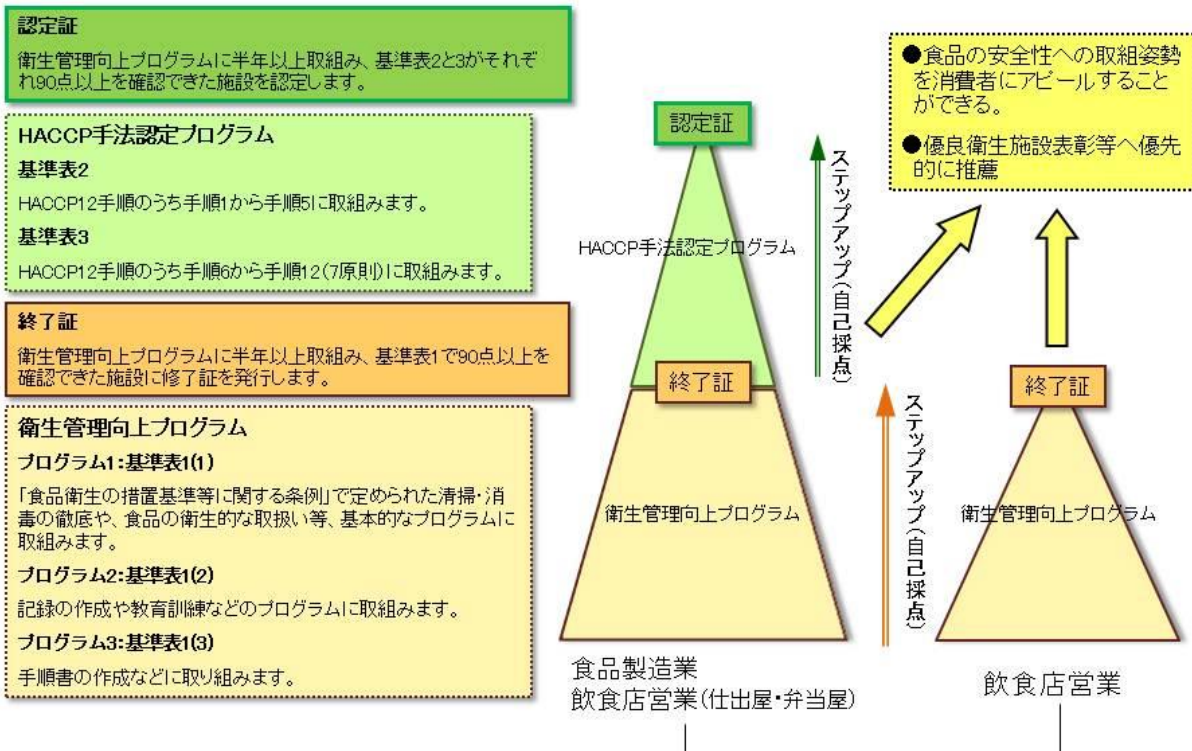 認定証
衛生管理向上プログラムに半年以上取組み、基準表2と3がそれぞ
れ90点以上を確認できた施設を認定します。
HACCP手法認定プログラム
基準表2
HACCP12手順のうち手順1から手順5に取組みます。
基準表3
HACCP12手順のうち手順6から手順12(7原則)に取組みます。
終了証
衛生管理向上プログラムに半年以上取組み、基準表1で90点以上を
確認できた施設に修了証を発行します。
衛生管理向上プログラム
プログラム1:基準表1(1)
「食品衛生の措置基準等に関する条例」で定められた清掃・消
毒の徹底や、食品の衛生的な取扱い等、基本的なプログラムに
取組みます。
プログラム2:基準表1(2)
記録の作成や教育訓練などのプログラムに取組みます。
プログラム3:基準表1(3)
手順書の作成などに取り組みます。
認定証
HACCP手法認定プログラム
終了証
衛生管理向上プログラム
食品製造業
飲食店営業(仕出屋・弁当屋)
ステップアップ(自己採点)
ステップアップ(自己採点)
●食品の安全性への取組姿勢
を消費者にアピールすること
ができる。
●優良衛生施設表彰等へ優先
的に推薦
終了証
衛生管理向上プログラム
飲食店営業